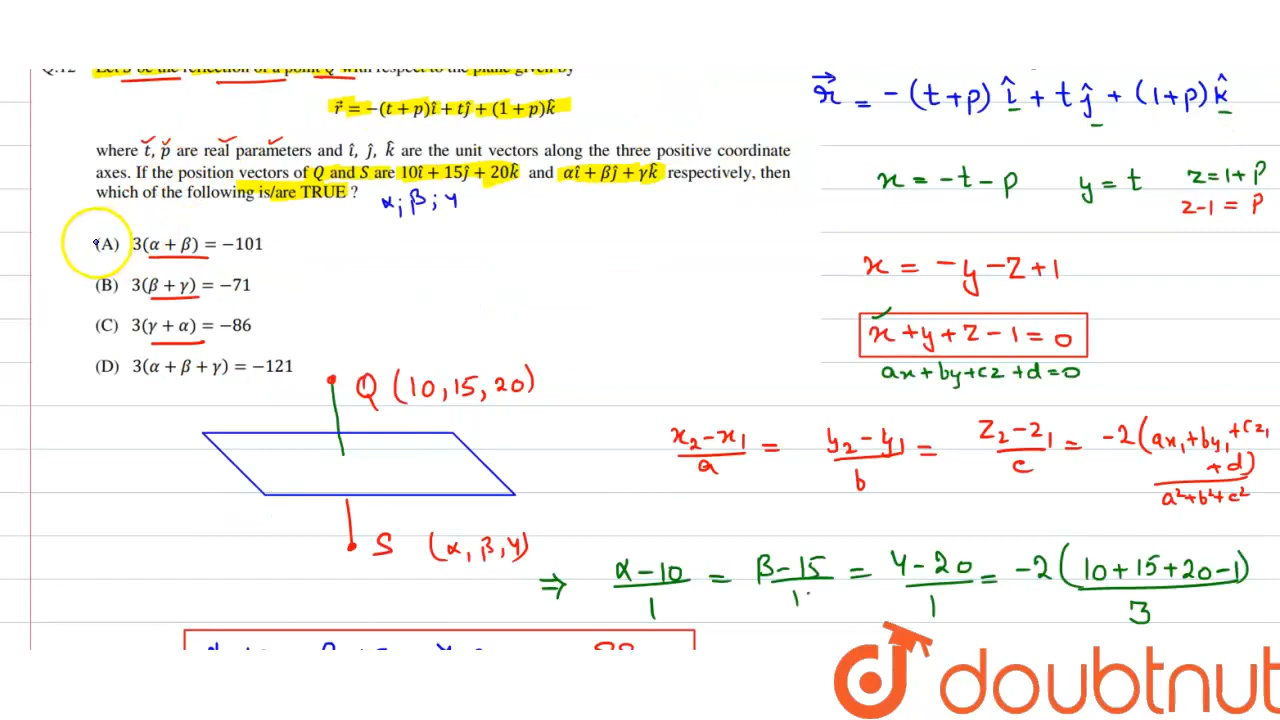 Q.12 Let S be the reflection of a point Q with respect to the plane given by
r⃗ = −(t + p)î + tĵ + (1 + p)k̂
where t, p are real parameters and î, ĵ, k̂ are the unit vectors along the three positive coordinate
axes. If the position vectors of Q and S are 10î + 15ĵ + 20k̂ and αî + βĵ + γk̂ respectively, then
which of the following is/are TRUE ?
α; β; γ
(A) 3(α + β) = −101
(B) 3(β + γ) = −71
(C) 3(γ + α) = −86
(D) 3(α + β + γ) = −121
Q (10, 15, 20)
S (α, β, γ)
r⃗ = −(t+p) î + t ĵ + (1+p) k̂
x = −t − p y = t z = 1 + p
z−1 = p
x = −y − z + 1
x + y + z − 1 = 0
ax + by + cz + d = 0
x₂−x₁/a = y₂−y₁/b = z₂−z₁/c = −2(ax₁+by₁+cz₁+d)/a²+b²+c²
⇒ α−10/1 = β−15/1 = γ−20/1 = −2(10+15+20−1)/3
doubtnut